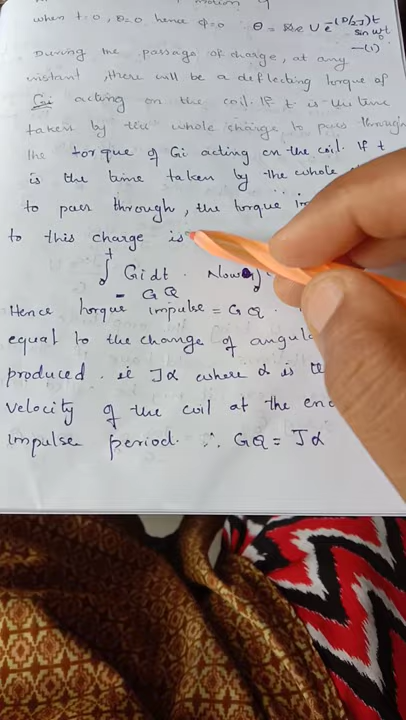 when t=0, θ=0 hence φ=0 θ = U e^-(D/2J)t
sin ωt
—(1)
During the passage of charge, at any
instant, there will be a deflecting torque of
Gi acting on the coil. If t is the time
taken by the whole charge to pass through
the torque of Gi acting on the coil. If t
is the time taken by the whole
to pass through, the torque
to this charge is
∫ t Gi dt. Now
= GQ
Hence torque impulse = GQ.
equal to the change of
produced. ie Jα where α is
velocity of the coil at the end
impulse period. ∴ GQ = Jα